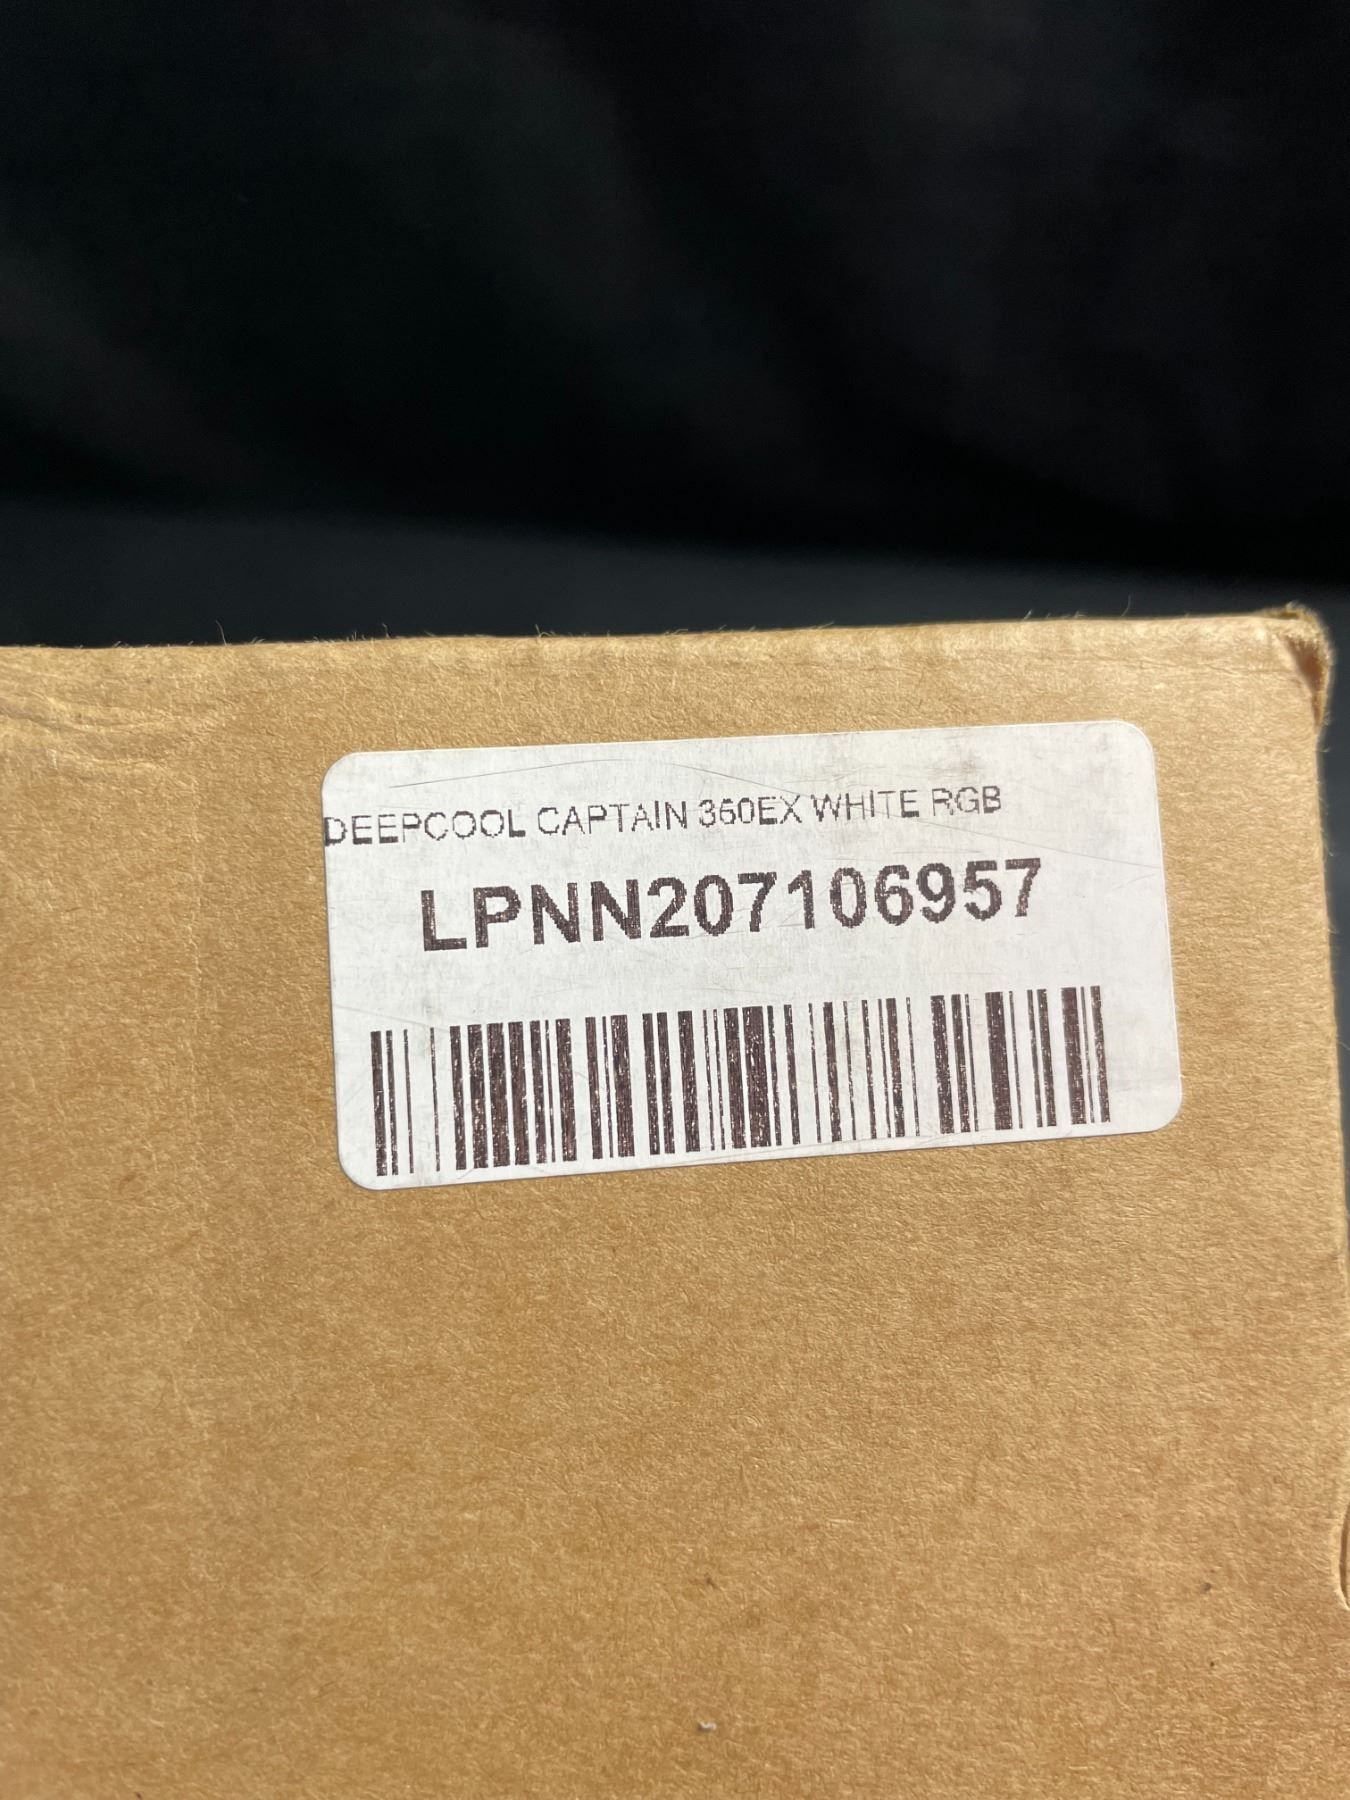 DEEPCOOL CAPTAIN 360EX WHITE RGB
LPNN207106957